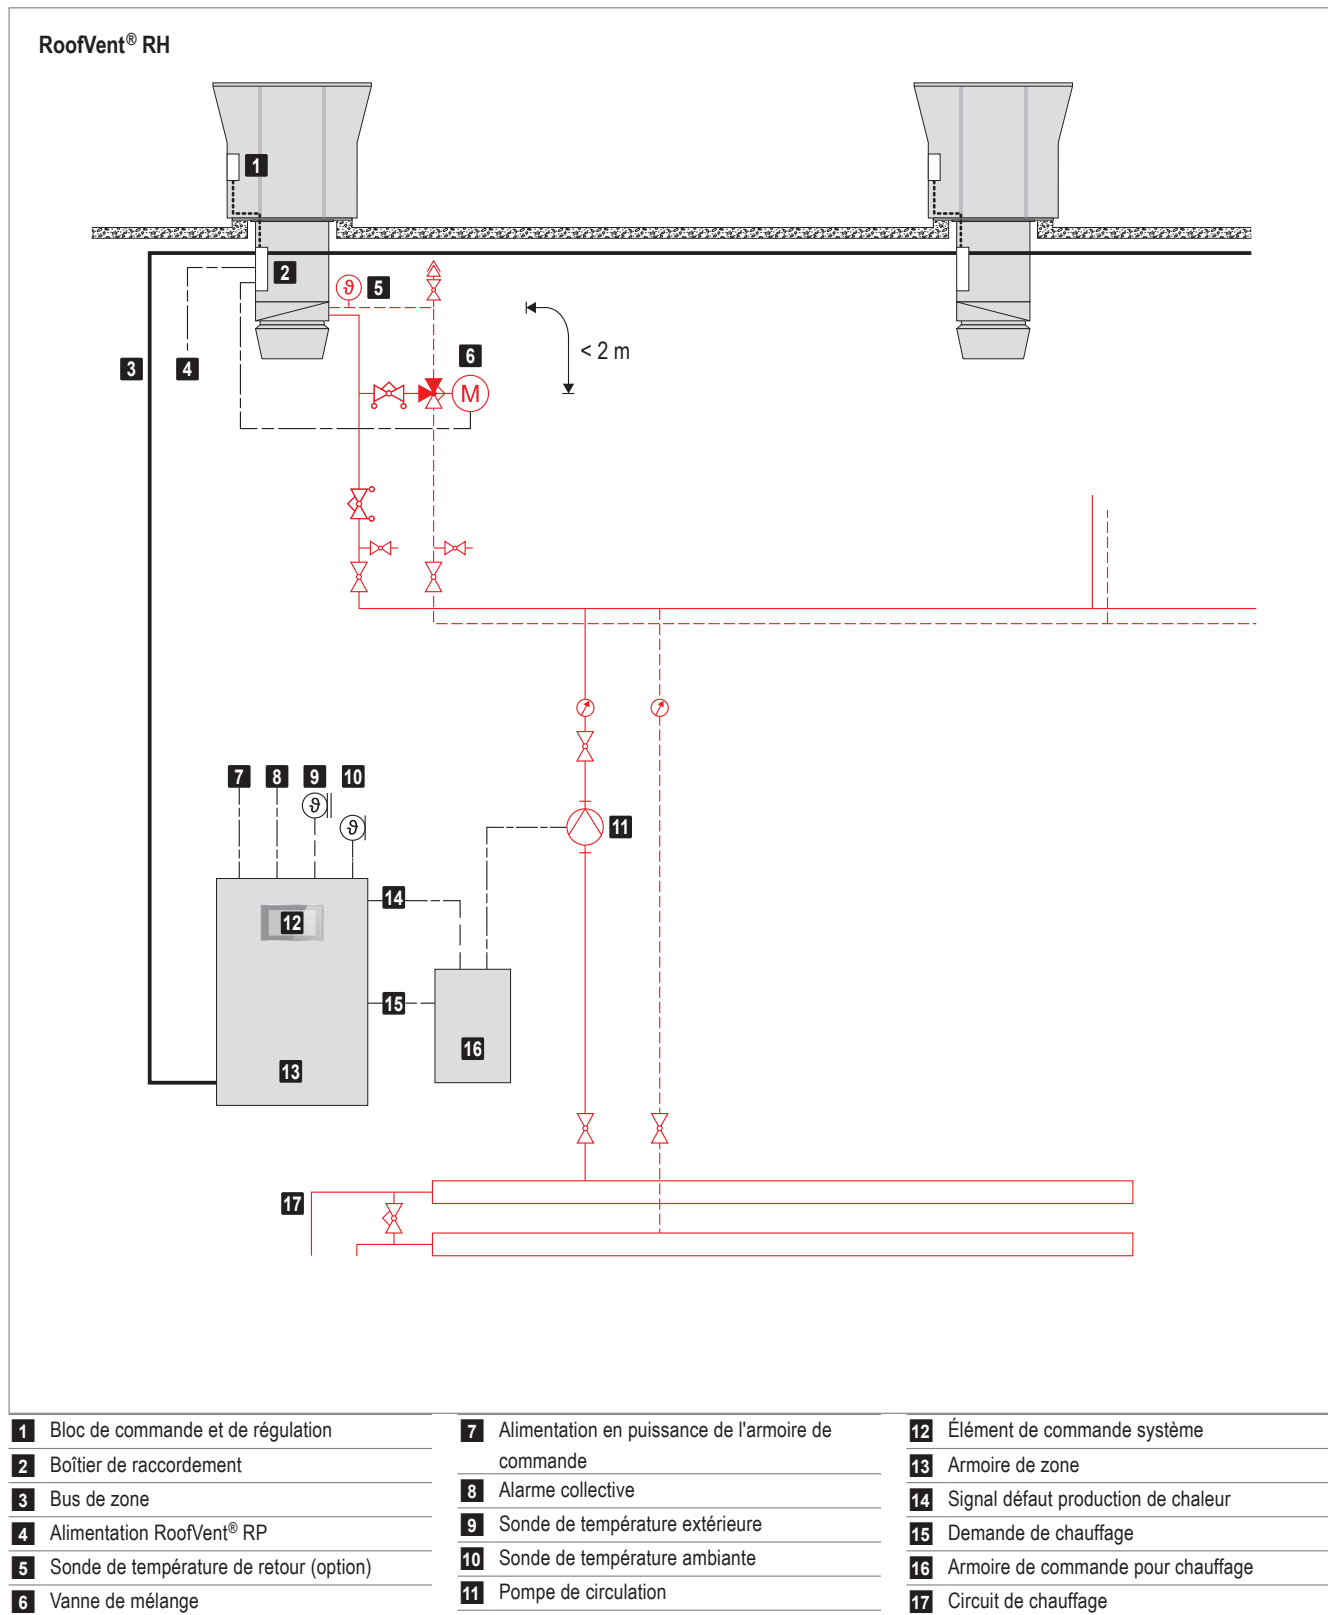 RoofVent® RH
1
2
ϑ 5
< 2 m
6
3
4
M
7 8 9 10
ϑ
ϑ
11
14
12
15
16
13
17
1 Bloc de commande et de régulation
2 Boîtier de raccordement
3 Bus de zone
4 Alimentation RoofVent® RP
5 Sonde de température de retour (option)
6 Vanne de mélange
7 Alimentation en puissance de l'armoire de
commande
8 Alarme collective
9 Sonde de température extérieure
10 Sonde de température ambiante
11 Pompe de circulation
12 Élément de commande système
13 Armoire de zone
14 Signal défaut production de chaleur
15 Demande de chauffage
16 Armoire de commande pour chauffage
17 Circuit de chauffage